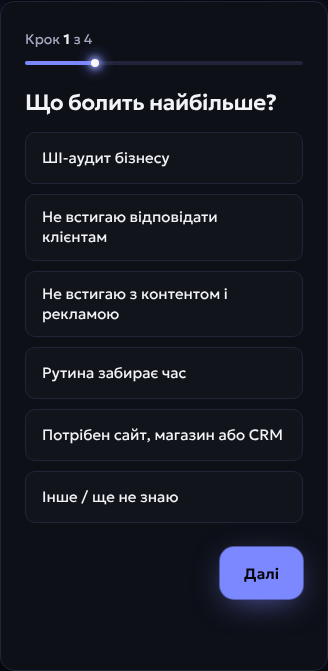 Крок 1 з 4
Що болить найбільше?
ШІ-аудит бізнесу
Не встигаю відповідати
клієнтам
Не встигаю з контентом і
рекламою
Рутина забирає час
Потрібен сайт, магазин або CRM
Інше / ще не знаю
Далі